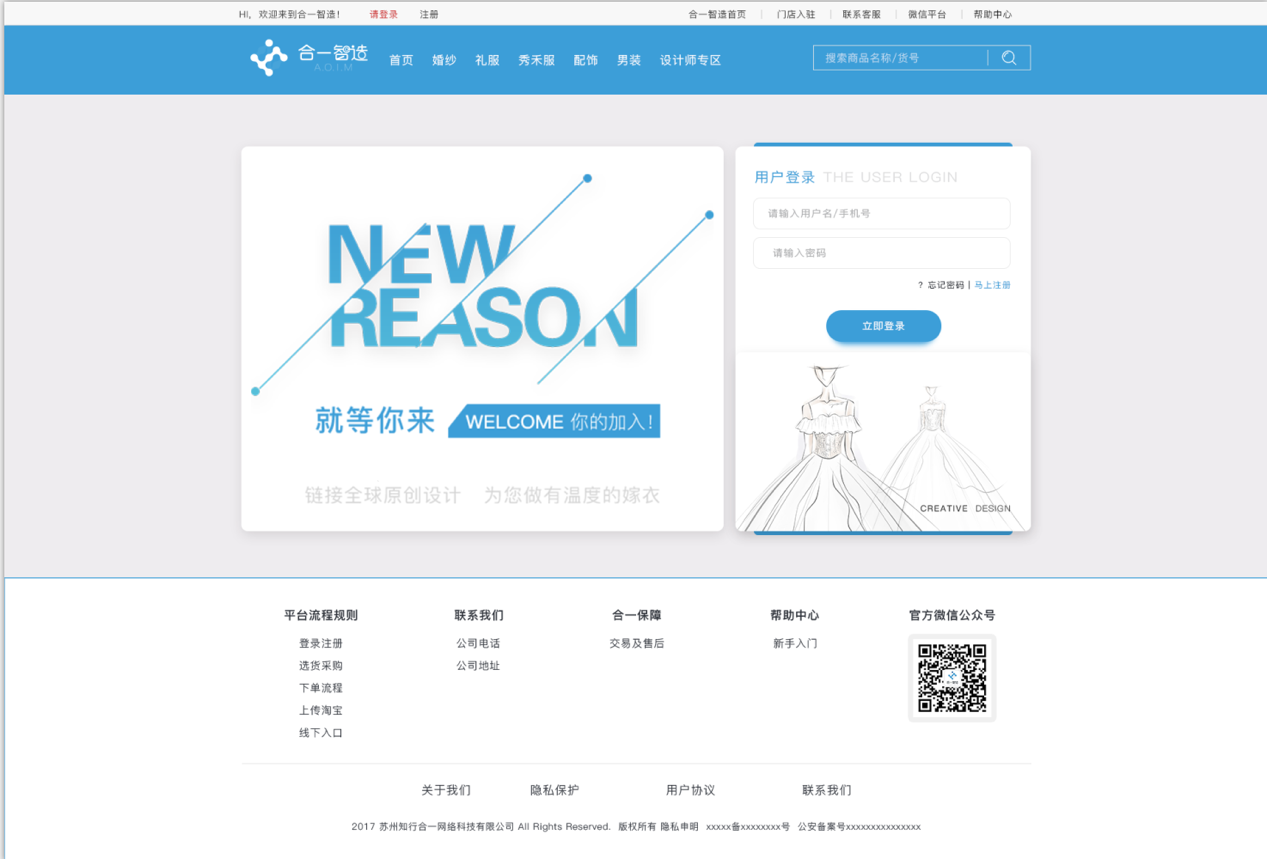 HI，欢迎来到合一智造！ 请登录 注册 合一智造首页 | 门店入驻 | 联系客服 | 微信平台 | 帮助中心
合一智造
A.O.I.M
首页 婚纱 礼服 秀禾服 配饰 男装 设计师专区
搜索商品名称/货号
NEW
REASON
就等你来 WELCOME 你的加入！
链接全球原创设计 为您做有温度的嫁衣
用户登录 THE USER LOGIN
请输入用户名/手机号
请输入密码
? 忘记密码 | 马上注册
立即登录
CREATIVE DESIGN
平台流程规则
登录注册
选货采购
下单流程
上传淘宝
线下入口
联系我们
公司电话
公司地址
合一保障
交易及售后
帮助中心
新手入门
官方微信公众号
关于我们 隐私保护 用户协议 联系我们
2017 苏州知行合一网络科技有限公司 All Rights Reserved. 版权所有 隐私申明 xxxxx备xxxxxxxx号 公安备案号xxxxxxxxxxxxxxx